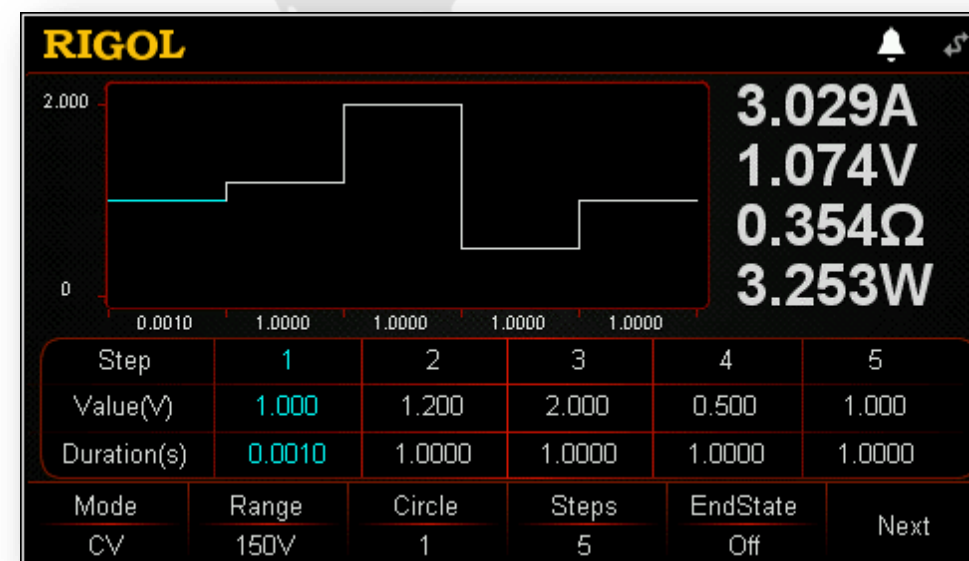 RIGOL
2.000
0
0.0010 1.0000 1.0000 1.0000 1.0000
3.029A
1.074V
0.354Ω
3.253W
Step 1 2 3 4 5
Value(V) 1.000 1.200 2.000 0.500 1.000
Duration(s) 0.0010 1.0000 1.0000 1.0000 1.0000
Mode Range Circle Steps EndState Next
CV 150V 1 5 Off